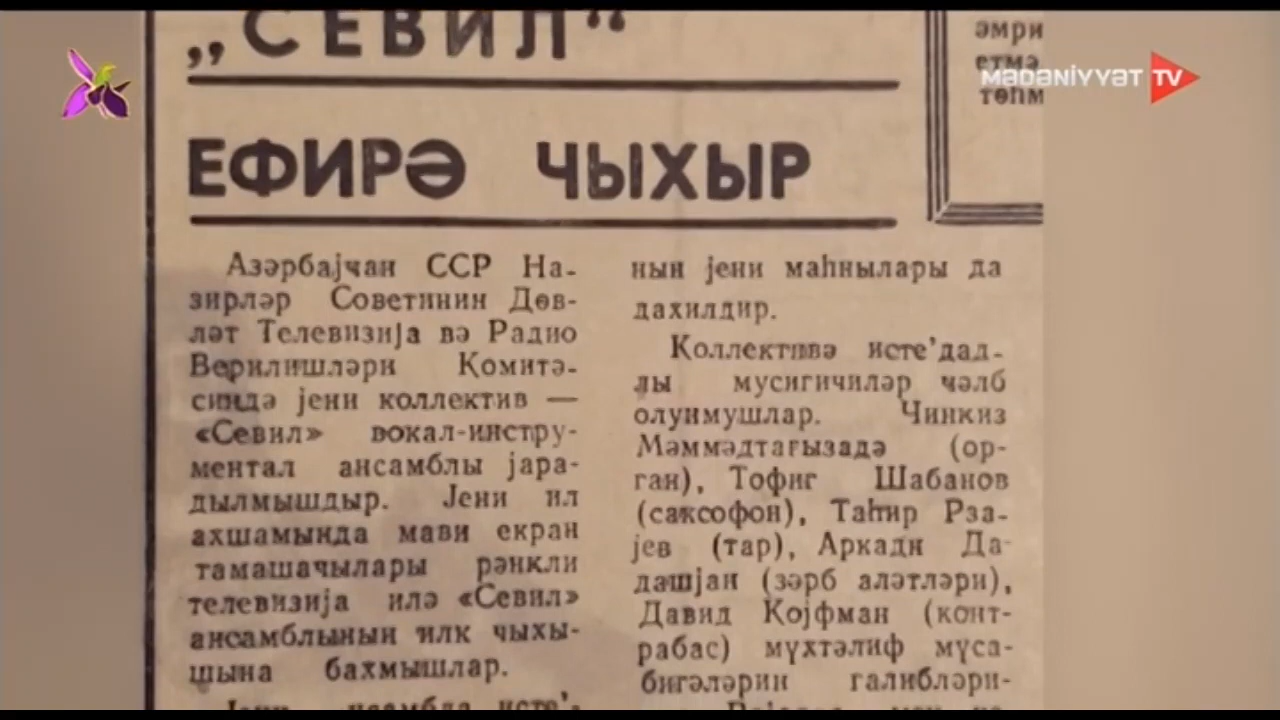 „СЕВИЛ“
ЕФИРӘ ЧЫХЫР
Азәрбајҹан ССР На-
зирләр Советинин Дөв-
ләт Телевизија вә Радио
Верилишләри Комитә-
синдә јени коллектив —
«Севил» вокал-инстру-
ментал ансамблы јара-
дылмышдыр. Јени ил
ахшамында мави екран
тамашачылары рәнкли
телевизија илә «Севил»
ансамблынын илк чыхы-
шына бахмышлар.
Јени
нын јени маһнылары да
дахилдир.
Коллективә исте’дад-
лы мусигичиләр ҹәлб
олунмушлар. Чинкиз
Мәммәдтағызадә (ор-
ган), Тофиг Шабанов
(саксофон), Таһир Рза-
јев (тар), Аркади Да-
дашјан (зәрб аләтләри),
Давид Којфман (конт-
рабас) мүхтәлиф мүса-
бигәләрин галибләри-
әмри
етмә
төһм
MƏDƏNİYYƏT TV